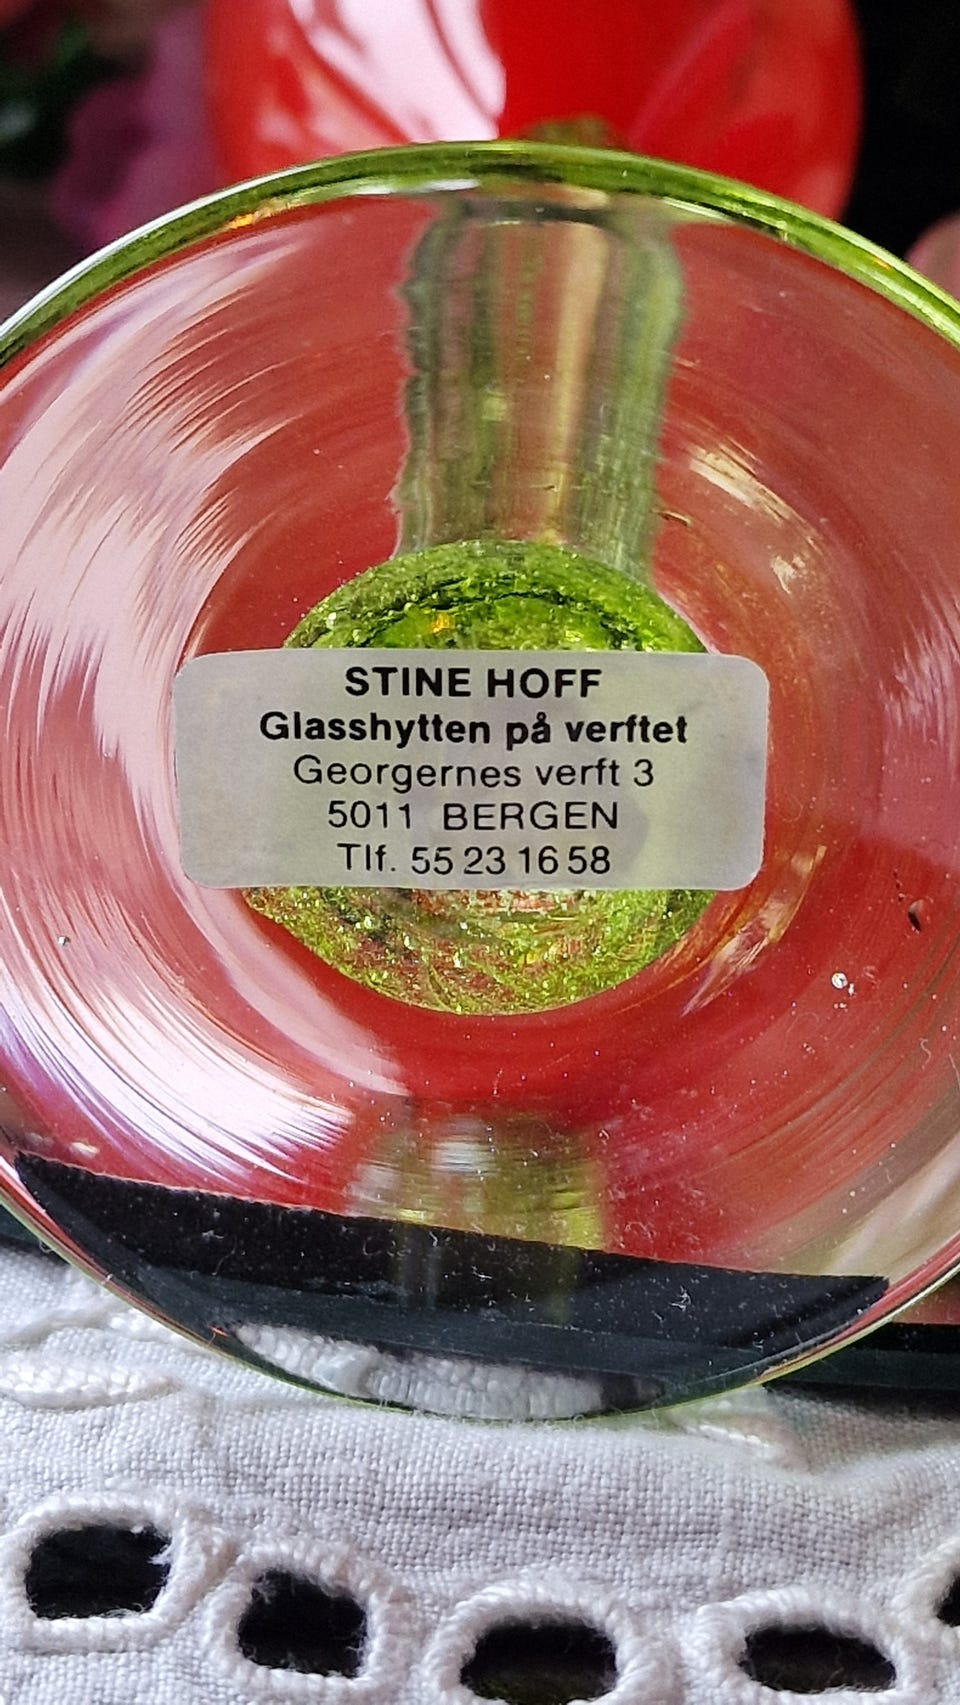 STINE HOFF
Glasshytten på verftet
Georgernes verft 3
5011 BERGEN
Tlf. 55 23 16 58